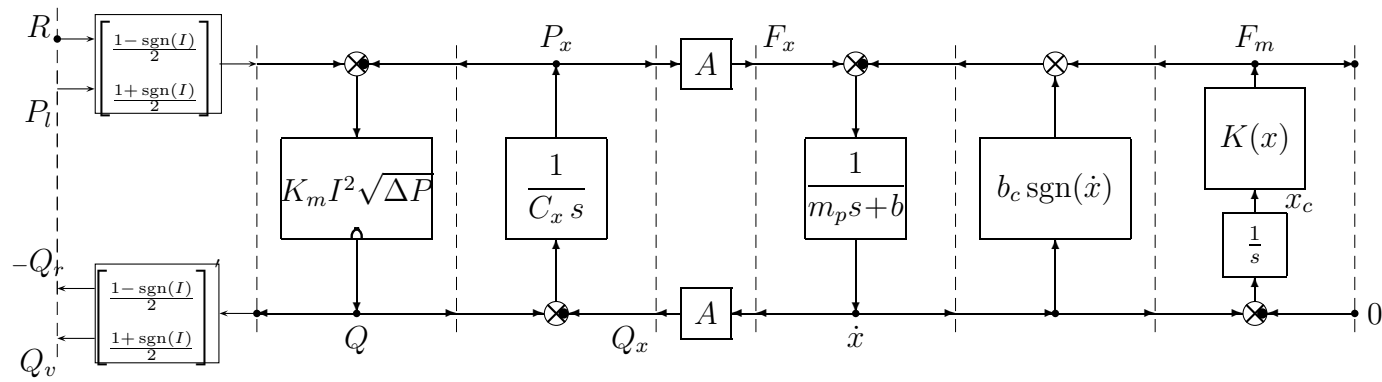 R
P_l
[ (1 − sgn(I))/2
(1 + sgn(I))/2 ]
P_x
A
F_x
F_m
K_m I² √ΔP
1/(C_x s)
1/(m_p s+b)
b_c sgn(ẋ)
K(x)
x_c
1/s
-Q_r
Q_v
[ (1 − sgn(I))/2
(1 + sgn(I))/2 ]
′
Q
Q_x
A
ẋ
0